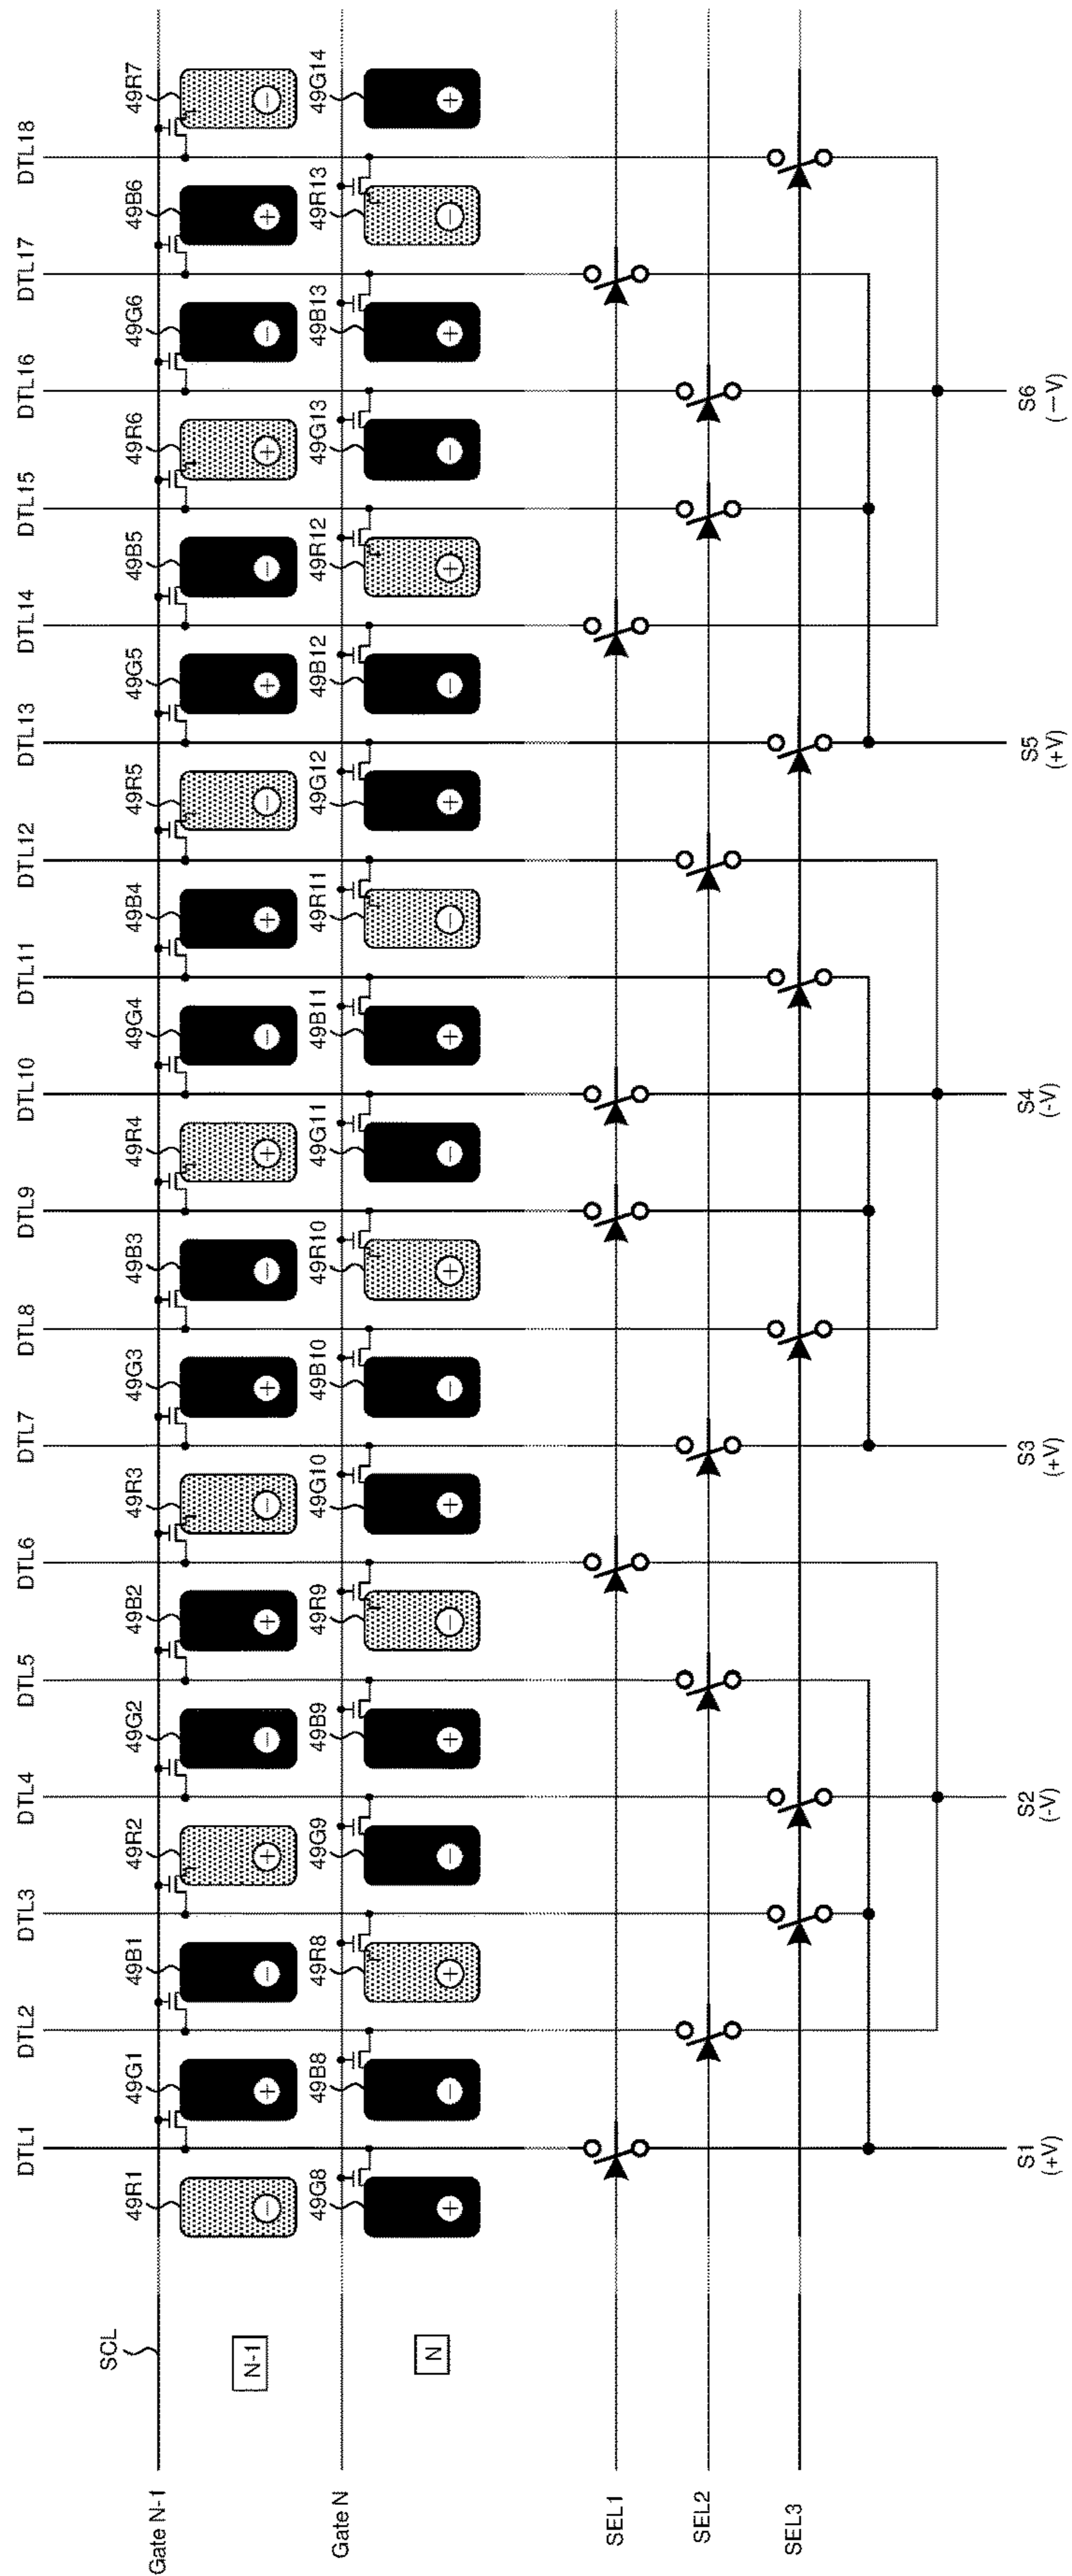 DTL1 DTL2 DTL3 DTL4 DTL5 DTL6 DTL7 DTL8 DTL9 DTL10 DTL11 DTL12 DTL13 DTL14 DTL15 DTL16 DTL17 DTL18
SCL 49R1 49G1 49B1 49R2 49G2 49B2 49R3 49G3 49B3 49R4 49G4 49B4 49R5 49G5 49B5 49R6 49G6 49B6 49R7
Gate N-1
N-1 − + − + − + − + − + − + − + − + − + −
49G8 49B8 49R8 49G9 49B9 49R9 49G10 49B10 49R10 49G11 49B11 49R11 49G12 49B12 49R12 49G13 49B13 49R13 49G14
Gate N
N + − + − + − + − + − + − + − + − + − +
SEL1
SEL2
SEL3
S1 S2 S3 S4 S5 S6
(+V) (-V) (+V) (-V) (+V) (−V)